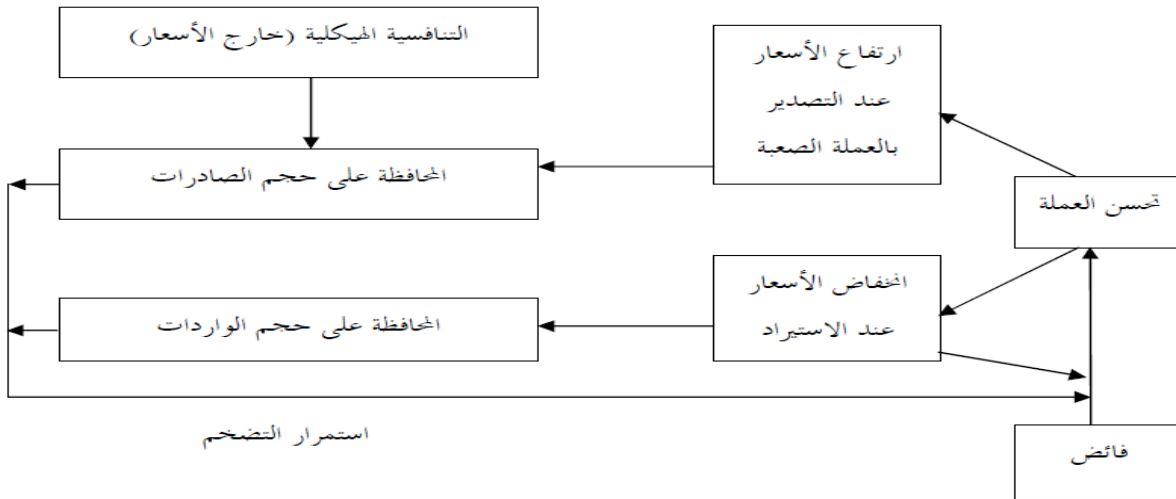 التنافسية الهيكلية (خارج الأسعار)
ارتفاع الأسعار
عند التصدير
بالعملة الصعبة
المحافظة على حجم الصادرات
تحسن العملة
انخفاض الأسعار
عند الاستيراد
المحافظة على حجم الواردات
استمرار التضخم
فائض